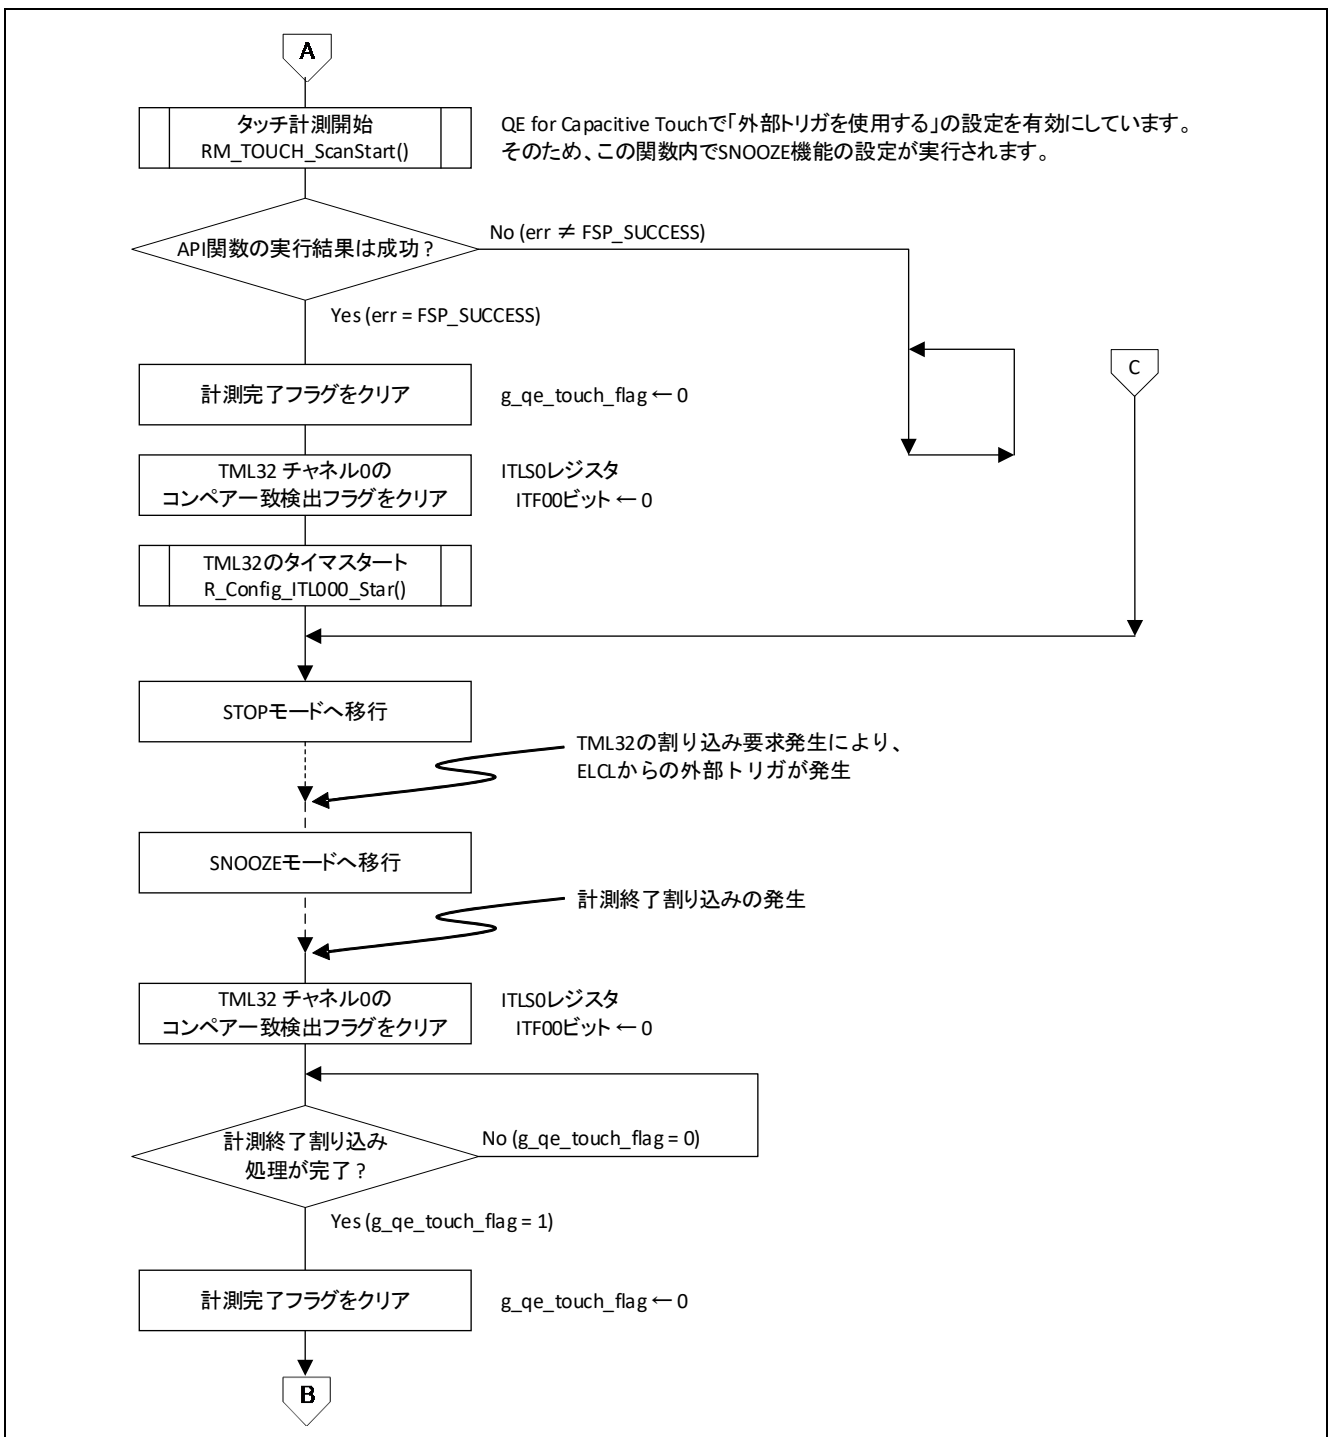 A
タッチ計測開始
RM_TOUCH_ScanStart()
QE for Capacitive Touchで「外部トリガを使用する」の設定を有効にしています。
そのため、この関数内でSNOOZE機能の設定が実行されます。
API関数の実行結果は成功？
No (err ≠ FSP_SUCCESS)
Yes (err = FSP_SUCCESS)
C
計測完了フラグをクリア
g_qe_touch_flag ← 0
TML32 チャネル0の
コンペアー致検出フラグをクリア
ITLS0レジスタ
ITF00ビット ← 0
TML32のタイマスタート
R_Config_ITL000_Star()
STOPモードへ移行
TML32の割り込み要求発生により、
ELCLからの外部トリガが発生
SNOOZEモードへ移行
計測終了割り込みの発生
TML32 チャネル0の
コンペアー致検出フラグをクリア
ITLS0レジスタ
ITF00ビット ← 0
計測終了割り込み
処理が完了？
No (g_qe_touch_flag = 0)
Yes (g_qe_touch_flag = 1)
計測完了フラグをクリア
g_qe_touch_flag ← 0
B